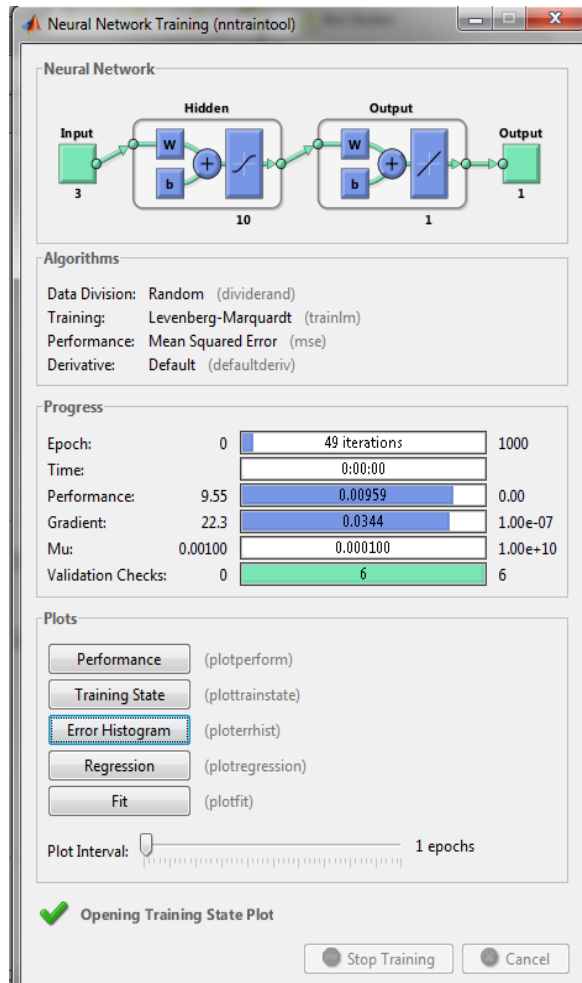 Neural Network Training (nntraintool)
Neural Network
Hidden Output
Input Output
W W
b b
3 10 1 1
Algorithms
Data Division: Random (dividerand)
Training: Levenberg-Marquardt (trainlm)
Performance: Mean Squared Error (mse)
Derivative: Default (defaultderiv)
Progress
Epoch: 0 49 iterations 1000
Time: 0:00:00
Performance: 9.55 0.00959 0.00
Gradient: 22.3 0.0344 1.00e-07
Mu: 0.00100 0.000100 1.00e+10
Validation Checks: 0 6 6
Plots
Performance (plotperform)
Training State (plottrainstate)
Error Histogram (ploterrhist)
Regression (plotregression)
Fit (plotfit)
Plot Interval: 1 epochs
Opening Training State Plot
Stop Training Cancel